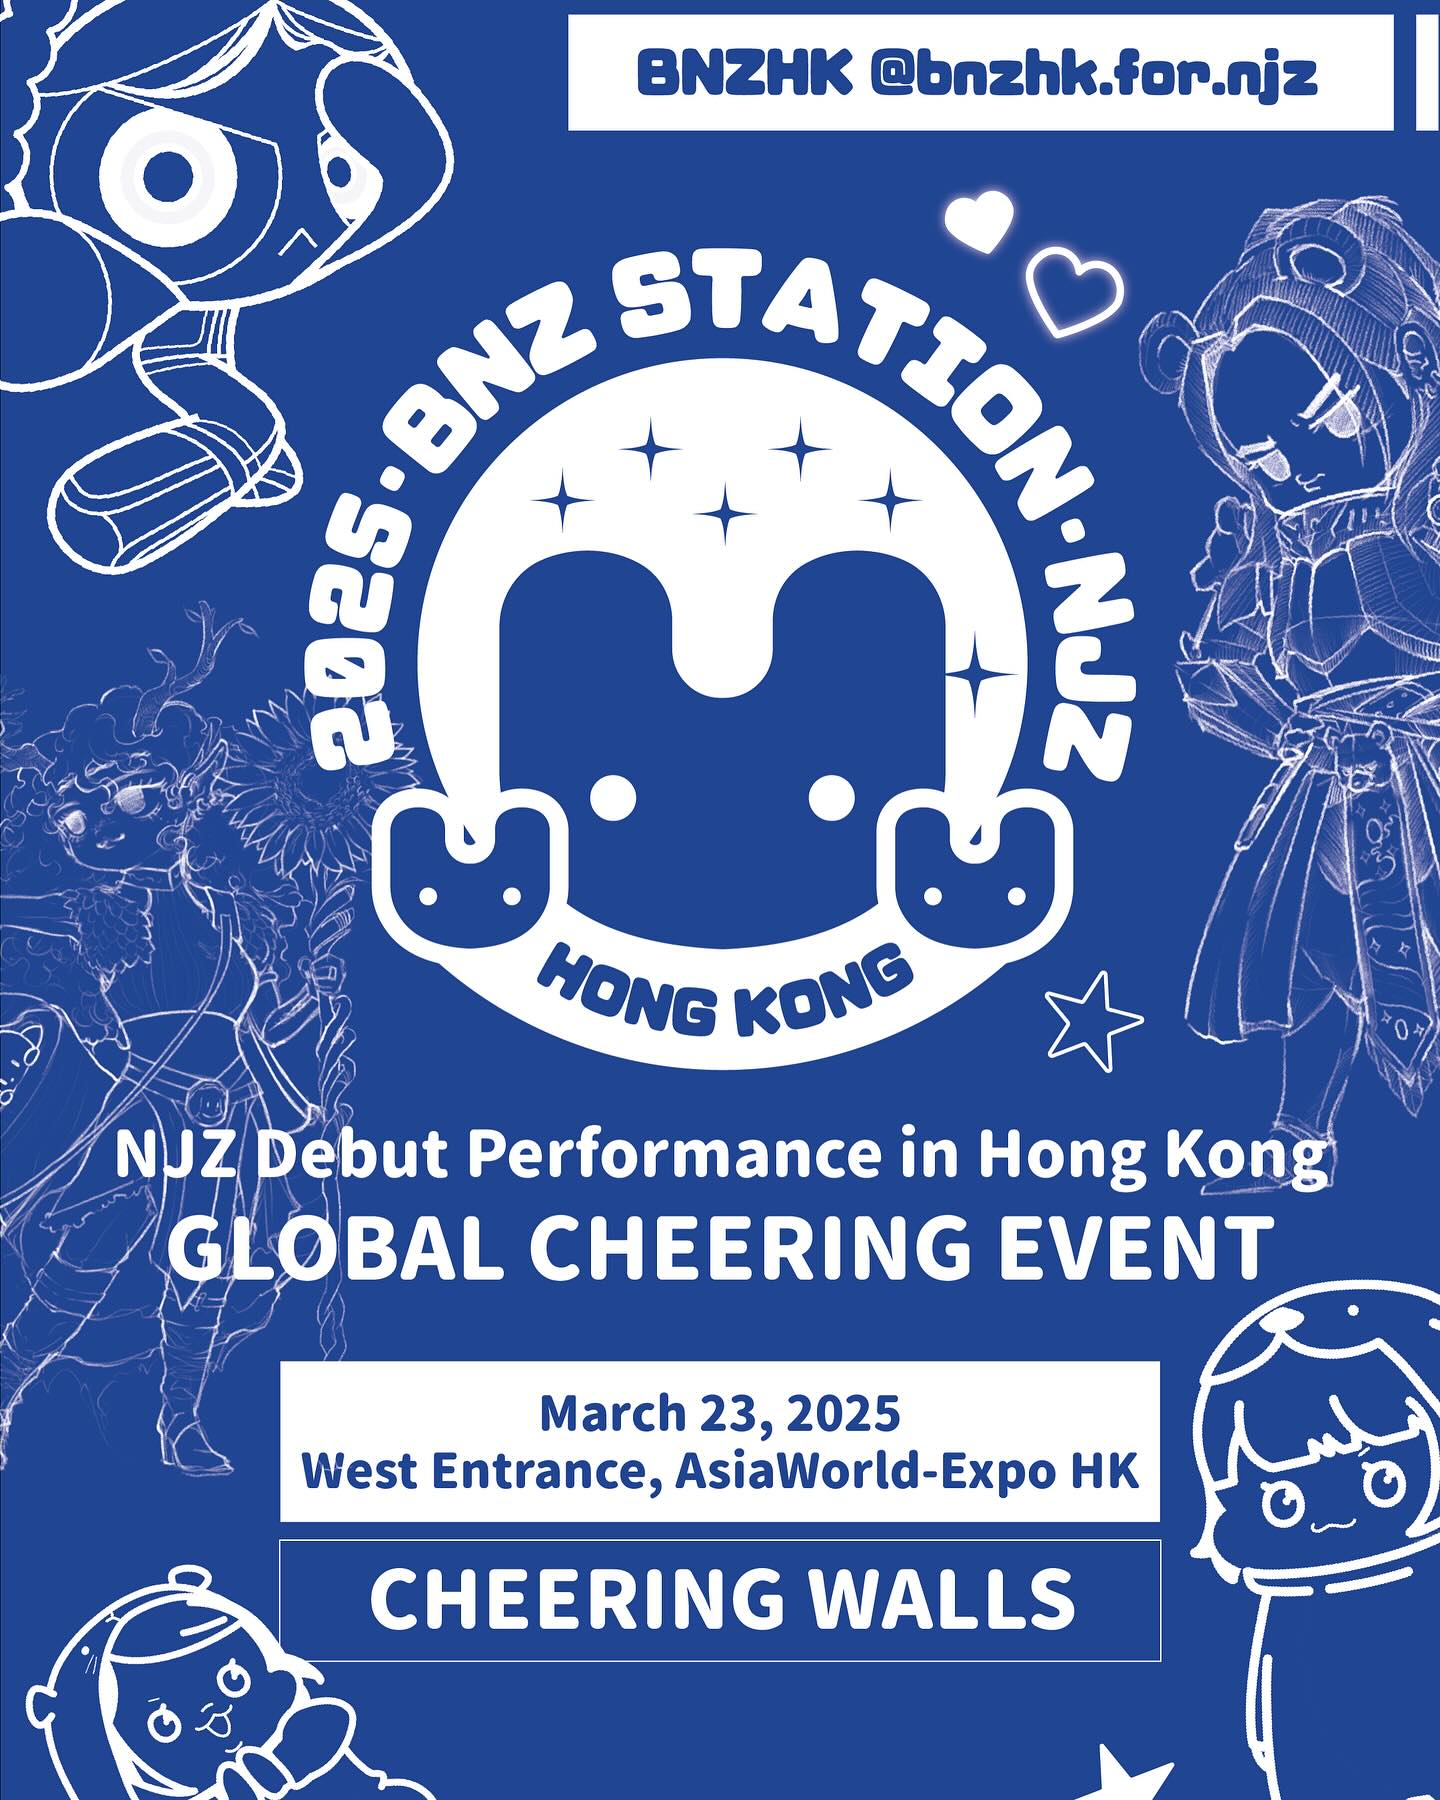 BNZHK @bnzhk.for.njz
2025·BNZ STATION·NJZ
HONG KONG
NJZ Debut Performance in Hong Kong
GLOBAL CHEERING EVENT
March 23, 2025
West Entrance, AsiaWorld-Expo HK
CHEERING WALLS